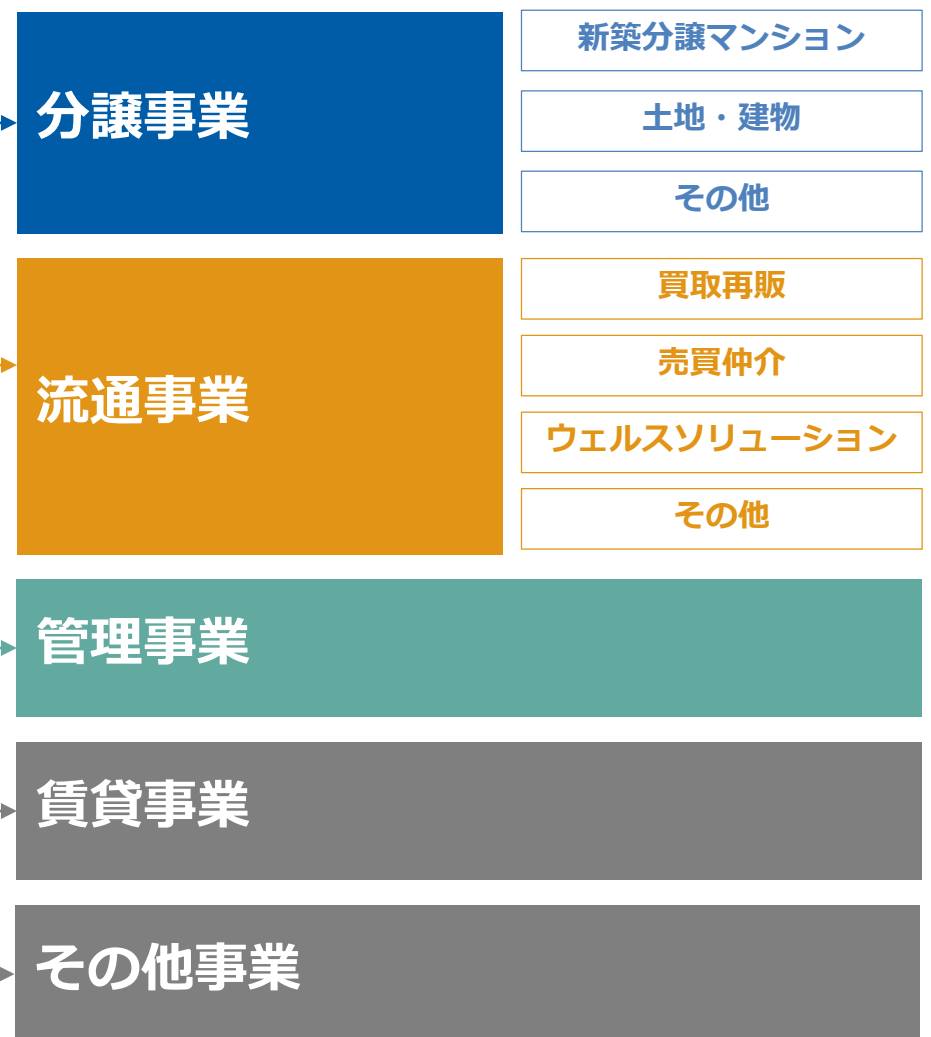 分譲事業
新築分譲マンション
土地・建物
その他
流通事業
買取再販
売買仲介
ウェルスソリューション
その他
管理事業
賃貸事業
その他事業